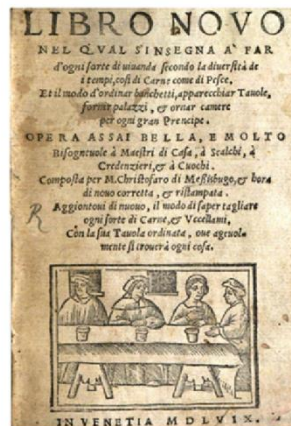 LIBRO NOVO
NEL QVAL S'INSEGNA A' FAR
d'ogni sorte di viuanda secondo la diuersità de
i tempi, così di Carne come di Pesce.
Et il modo d'ordinar banchetti, apparecchiar Tauole,
fornir palazzi, & ornar camere
per ogni gran Prencipe.
OPERA ASSAI BELLA, E MOLTO
Bisogneuole à Maestri di Casa, à Scalchi, à
Credenzieri, & à Cuochi.
Composta per M. Christofaro di Messisbugo, & hora
di nouo corretta, & ristampata.
Aggiontoui di nuouo, il modo di saper tagliare
ogni sorte di Carne, & Vccellami,
Con la sua Tauola ordinata, oue ageuola
mente si trouerà ogni cosa.
R
IN VENETIA MDLVIX.